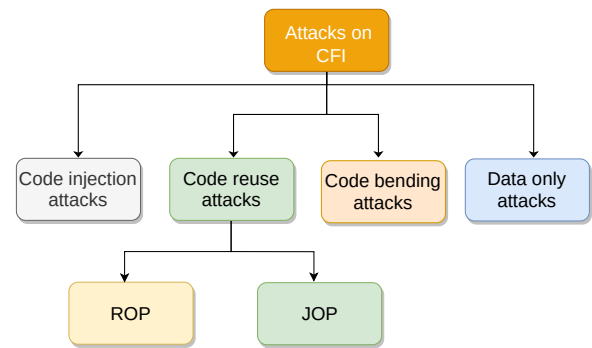 Attacks on
CFI
Code injection
attacks
Code reuse
attacks
Code bending
attacks
Data only
attacks
ROP
JOP